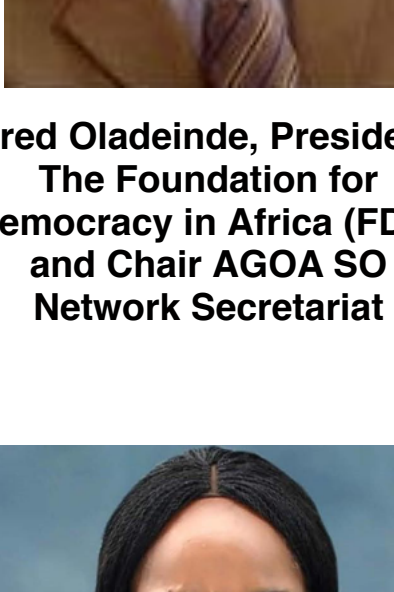 red Oladeinde, Preside
The Foundation for
emocracy in Africa (FD
and Chair AGOA SO
Network Secretariat